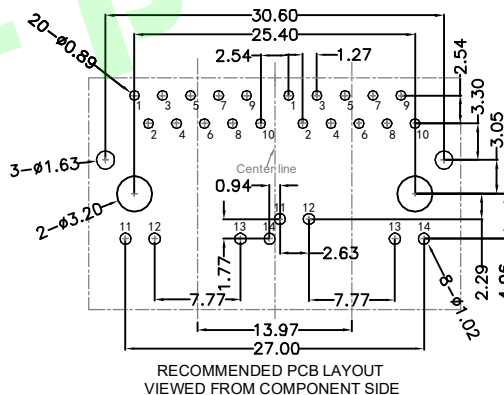 30.60
25.40
20-ø0.89
2.54
1.27
2.54
1 3 5 7 9 1 3 5 7 9
3.30
2 4 6 8 10 2 4 6 8 10
3.05
Center line
3-ø1.63
0.94
2-ø3.20
11 12
11 12 13 14 13 14
2.63
1.77
2.29
7.77 7.77
8-ø1.02
13.97
27.00
RECOMMENDED PCB LAYOUT
VIEWED FROM COMPONENT SIDE